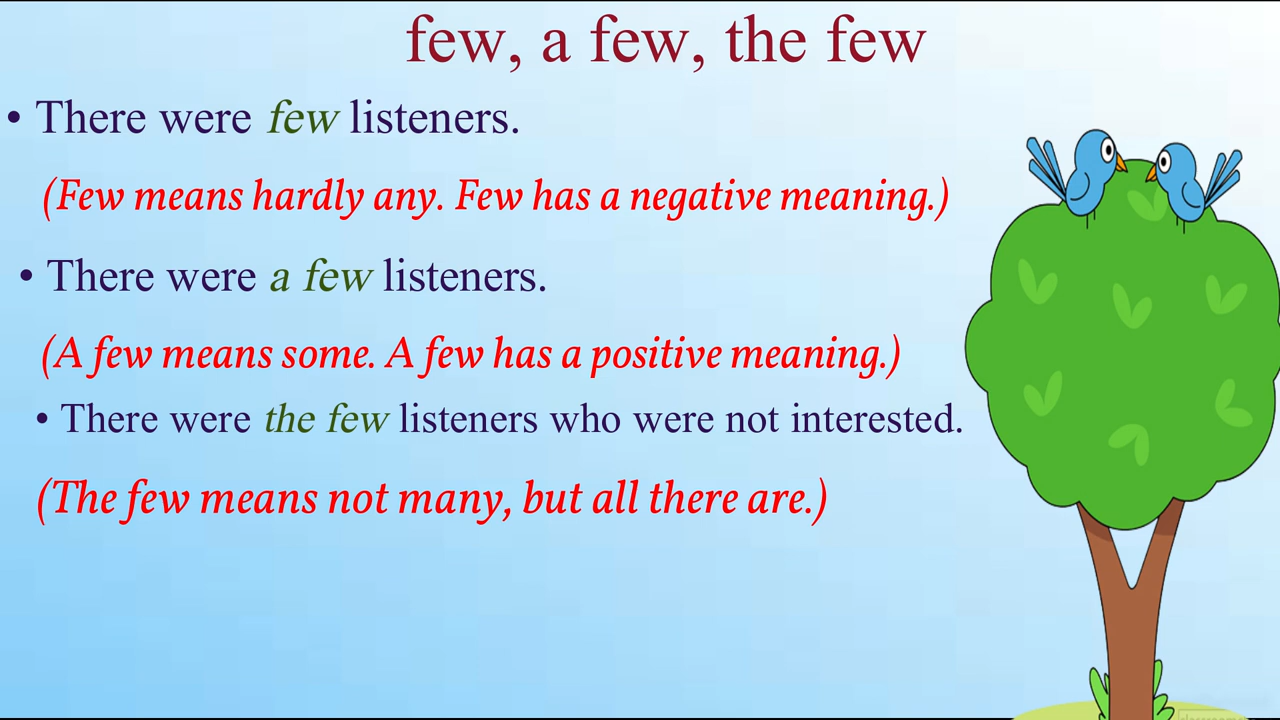 few, a few, the few
• There were few listeners.
(Few means hardly any. Few has a negative meaning.)
• There were a few listeners.
(A few means some. A few has a positive meaning.)
• There were the few listeners who were not interested.
(The few means not many, but all there are.)